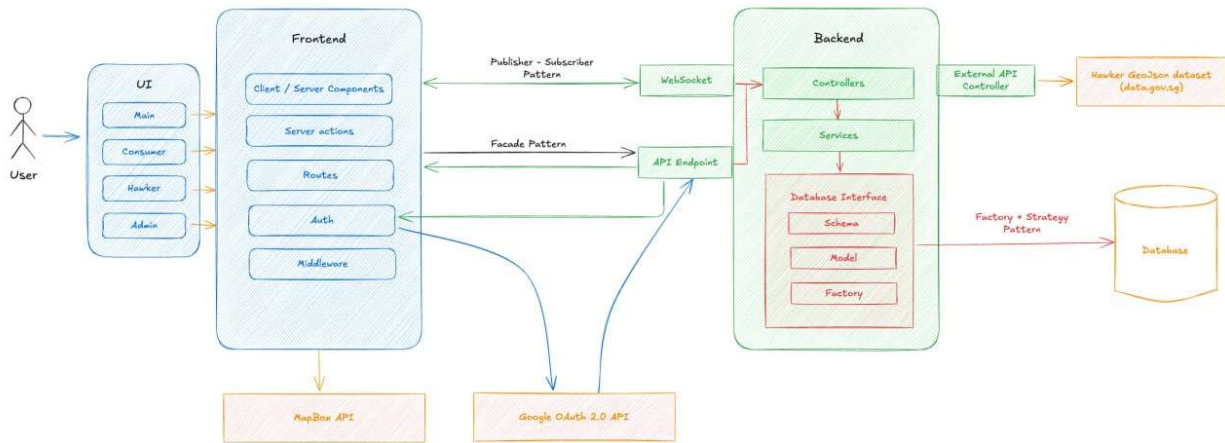 User
UI
Main
Consumer
Hawker
Admin
Frontend
Client / Server Components
Server actions
Routes
Auth
Middleware
MapBox API
Publisher - Subscriber
Pattern
Facade Pattern
Google OAuth 2.0 API
WebSocket
API Endpoint
Backend
Controllers
Services
Database Interface
Schema
Model
Factory
External API
Controller
Hawker GeoJson dataset
(data.gov.sg)
Factory + Strategy
Pattern
Database